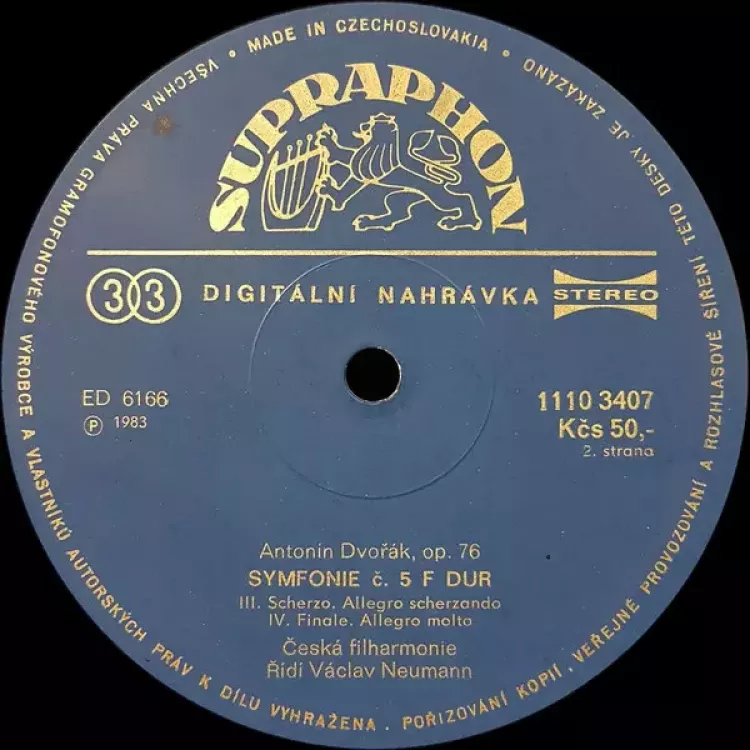 MADE IN CZECHOSLOVAKIA •
SUPRAPHON
33 DIGITÁLNÍ NAHRÁVKA STEREO
ED 6166
Ⓟ 1983
1110 3407
Kčs 50,-
2. strana
Antonín Dvořák, op. 76
SYMFONIE č. 5 F DUR
III. Scherzo. Allegro scherzando
IV. Finale. Allegro molto
Česká filharmonie
Řídí Václav Neumann
VŠECHNA PRÁVA GRAMOFONOVÉHO VÝROBCE A VLASTNÍKŮ AUTORSKÝCH PRÁV K DÍLU VYHRAŽENA . POŘIZOVÁNÍ KOPIÍ, VEŘEJNÉ PROVOZOVÁNÍ A ROZHLASOVÉ ŠÍŘENÍ TÉTO DESKY JE ZAKÁZÁNO •